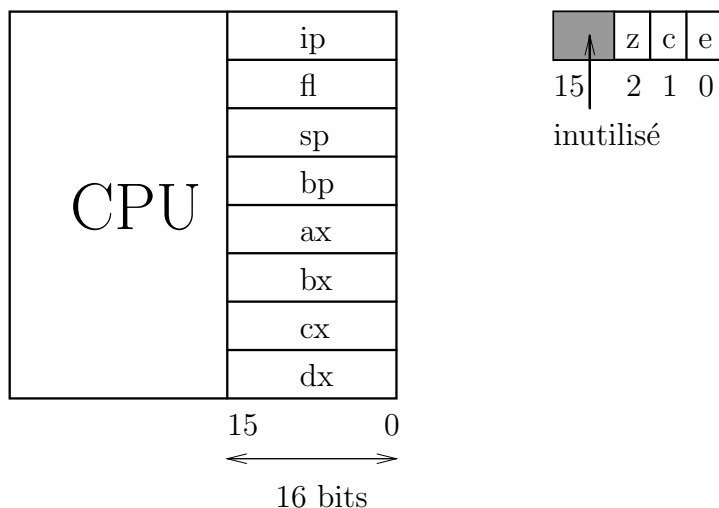 CPU
ip
fl
sp
bp
ax
bx
cx
dx
15 0
16 bits
z c e
15 2 1 0
inutilisé